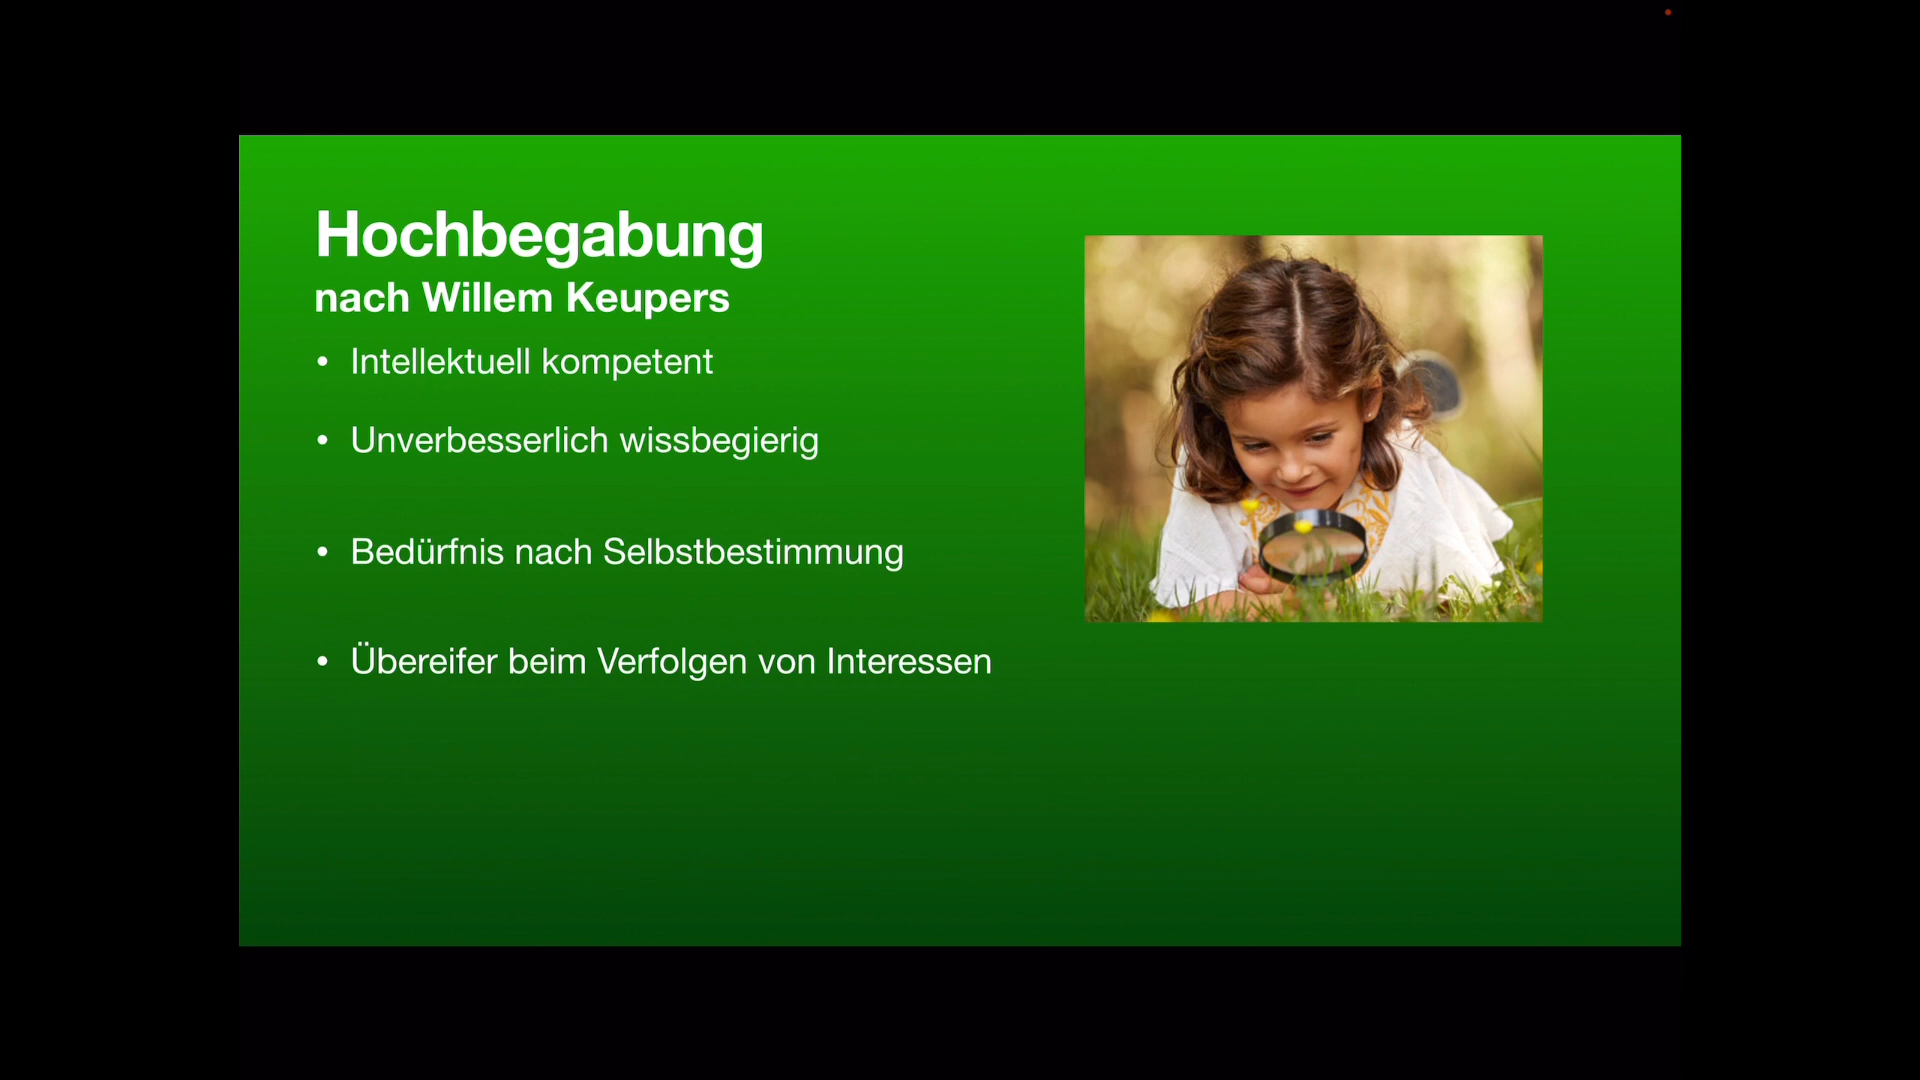 Hochbegabung
nach Willem Keupers
• Intellektuell kompetent
• Unverbesserlich wissbegierig
• Bedürfnis nach Selbstbestimmung
• Übereifer beim Verfolgen von Interessen